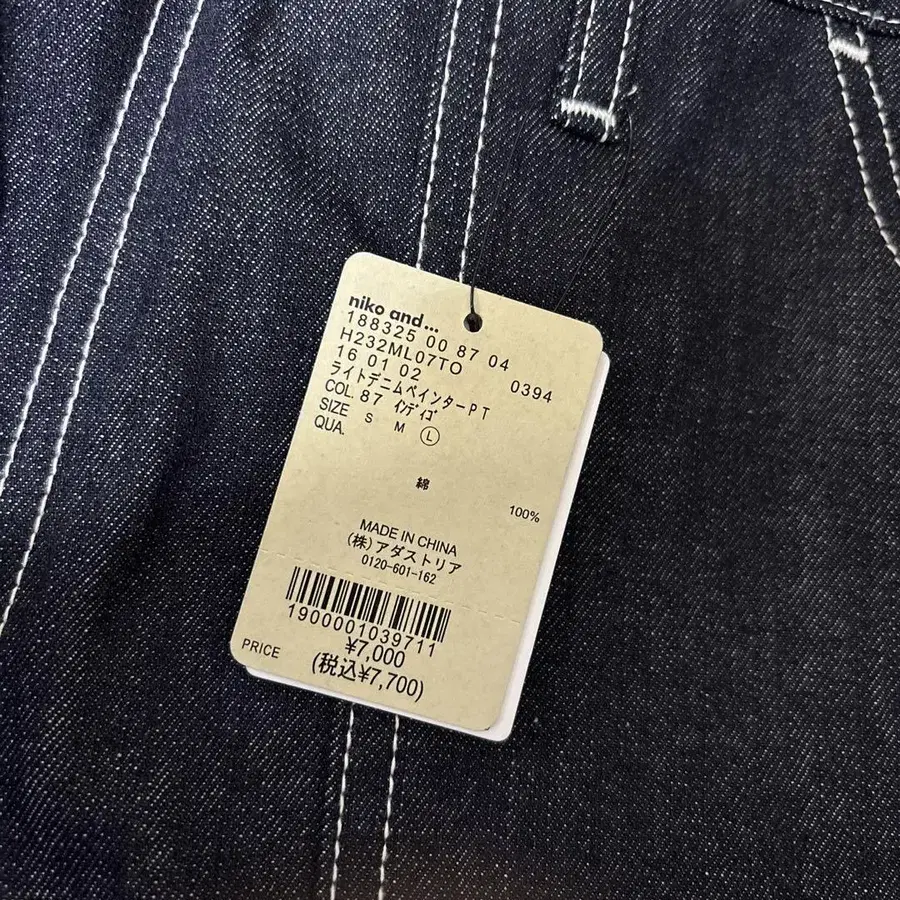 niko and...
188325 00 87 04
H232ML07TO 0394
16 01 02
ライトデニムペインターPT
COL. 87 インディゴ
SIZE S M L
QUA.
綿
100%
MADE IN CHINA
(株)アダストリア
0120-601-162
1900001039711
PRICE ¥7,000
(税込¥7,700)